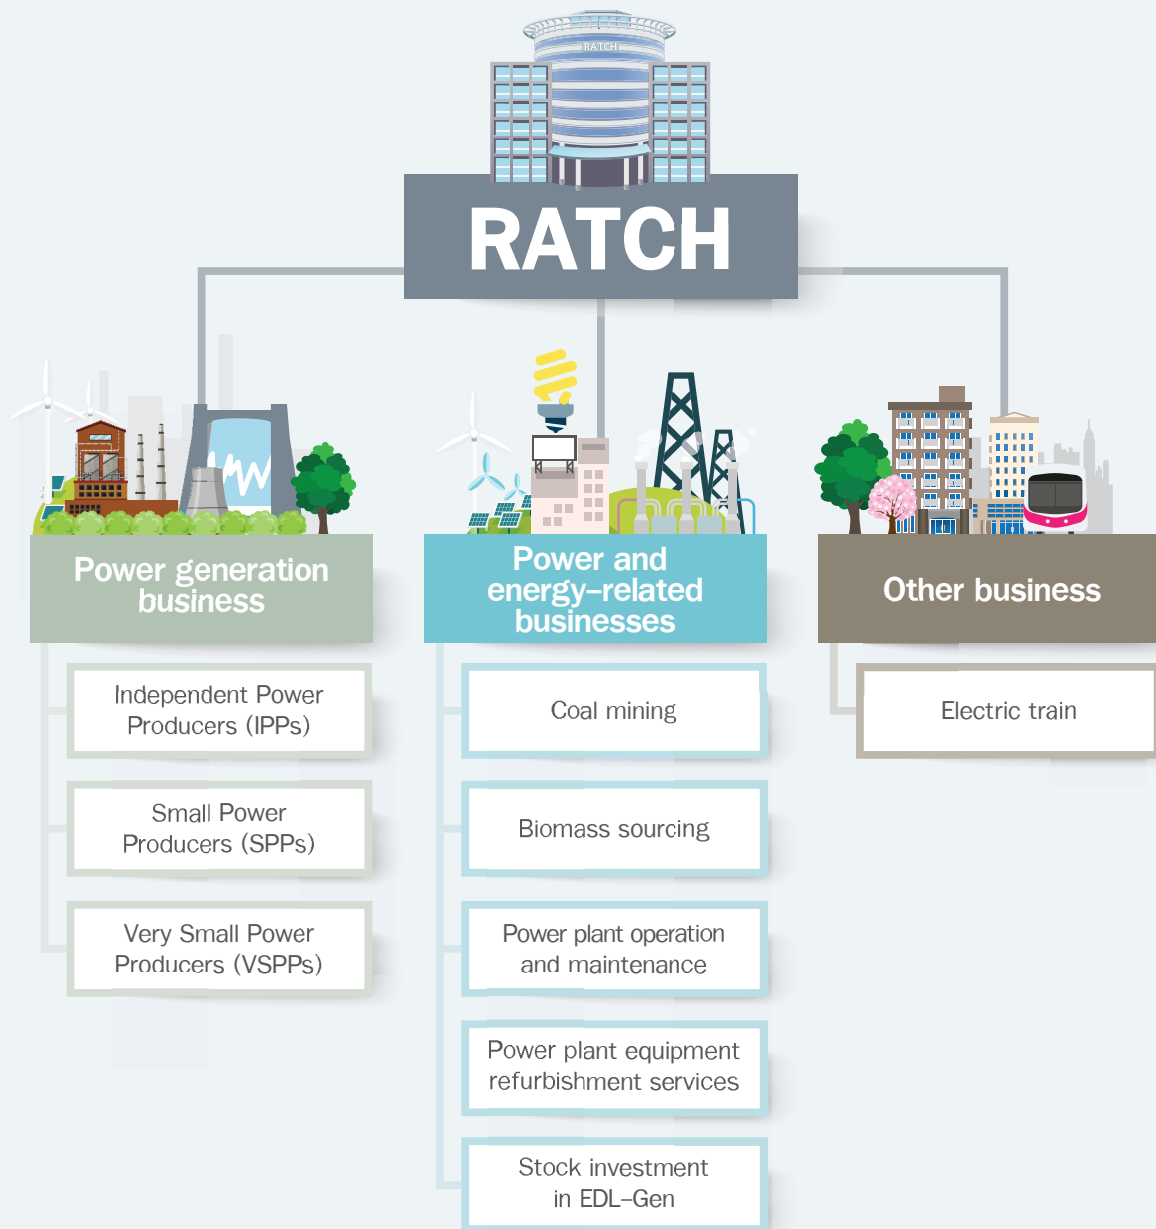 RATCH
RATCH
Power generation
business
Independent Power
Producers (IPPs)
Small Power
Producers (SPPs)
Very Small Power
Producers (VSPPs)
Power and
energy–related
businesses
Coal mining
Biomass sourcing
Power plant operation
and maintenance
Power plant equipment
refurbishment services
Stock investment
in EDL–Gen
Other business
Electric train